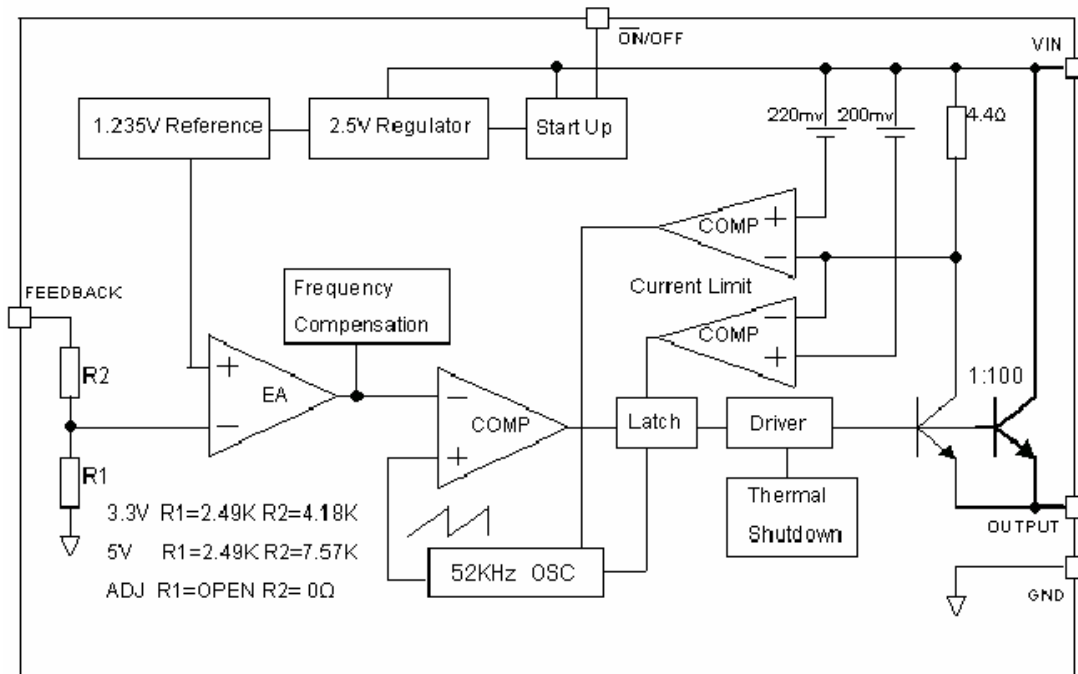 ON/OFF
VIN
1.235V Reference
2.5V Regulator
Start Up
220mv
200mv
4.4Ω
+
COMP
−
Current Limit
−
COMP
+
FEEDBACK
Frequency
Compensation
R2
+
EA
−
−
COMP
+
1:100
Latch
Driver
R1
Thermal
Shutdown
3.3V R1=2.49K R2=4.18K
5V R1=2.49K R2=7.57K
ADJ R1=OPEN R2= 0Ω
52KHz OSC
OUTPUT
GND